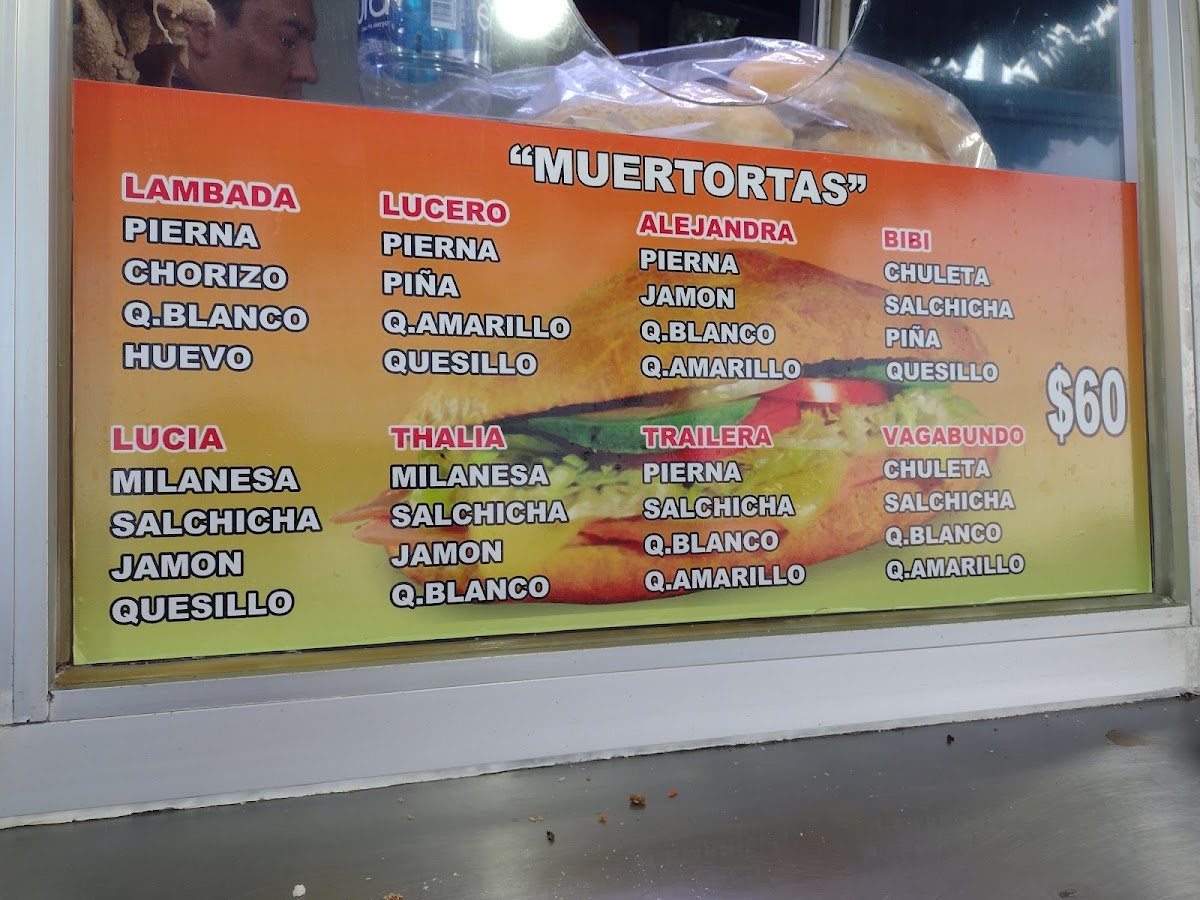 “MUERTORTAS”
LAMBADA
PIERNA
CHORIZO
Q.BLANCO
HUEVO
LUCERO
PIERNA
PIÑA
Q.AMARILLO
QUESILLO
ALEJANDRA
PIERNA
JAMON
Q.BLANCO
Q.AMARILLO
BIBI
CHULETA
SALCHICHA
PIÑA
QUESILLO
$60
LUCIA
MILANESA
SALCHICHA
JAMON
QUESILLO
THALIA
MILANESA
SALCHICHA
JAMON
Q.BLANCO
TRAILERA
PIERNA
SALCHICHA
Q.BLANCO
Q.AMARILLO
VAGABUNDO
CHULETA
SALCHICHA
Q.BLANCO
Q.AMARILLO